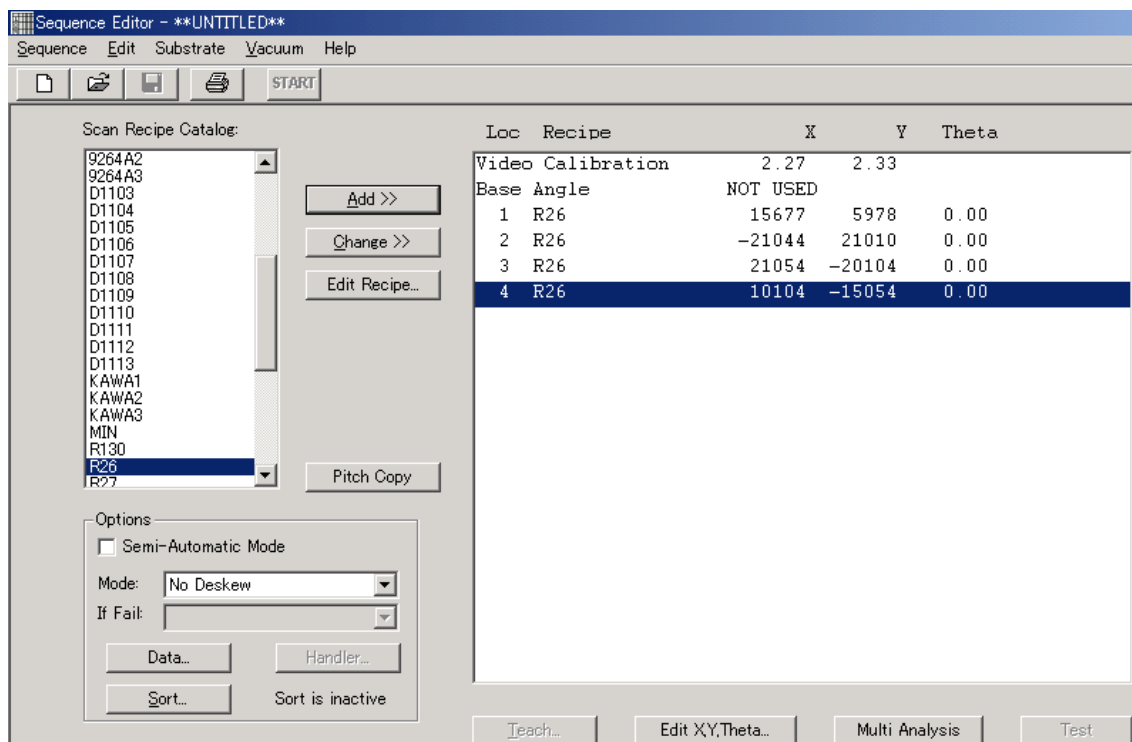 Sequence Editor - **UNTITLED**
Sequence Edit Substrate Vacuum Help
START
Scan Recipe Catalog:
9264A2
9264A3
D1103
D1104
D1105
D1106
D1107
D1108
D1109
D1110
D1111
D1112
D1113
KAWA1
KAWA2
KAWA3
MIN
R130
R26
R27
Add >>
Change >>
Edit Recipe...
Pitch Copy
Options
Semi-Automatic Mode
Mode: No Deskew
If Fail:
Data... Handler...
Sort... Sort is inactive
Loc Recipe X Y Theta
Video Calibration 2.27 2.33
Base Angle NOT USED
1 R26 15677 5978 0.00
2 R26 -21044 21010 0.00
3 R26 21054 -20104 0.00
4 R26 10104 -15054 0.00
Teach... Edit X,Y,Theta... Multi Analysis Test